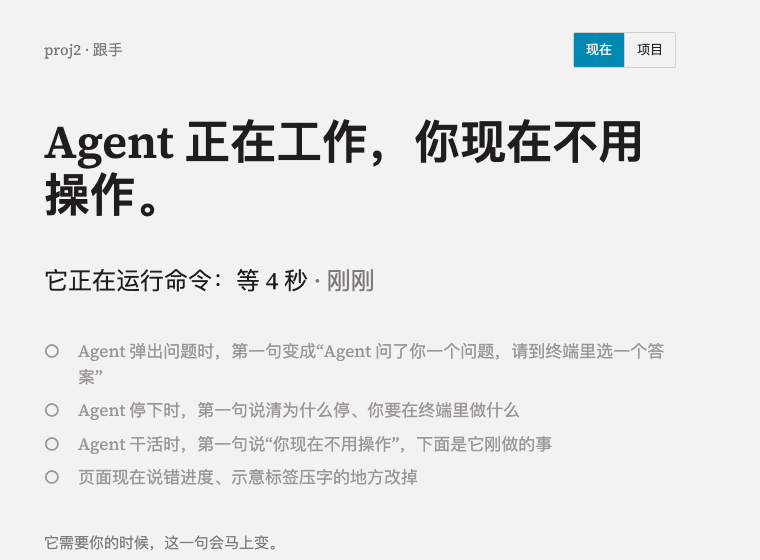 proj2 · 跟手
现在 项目
Agent 正在工作，你现在不用
操作。
它正在运行命令：等 4 秒 · 刚刚
Agent 弹出问题时，第一句变成“Agent 问了你一个问题，请到终端里选一个答
案”
Agent 停下时，第一句说清为什么停、你要在终端里做什么
Agent 干活时，第一句说“你现在不用操作”，下面是它刚做的事
页面现在说错进度、示意标签压字的地方改掉
它需要你的时候，这一句会马上变。